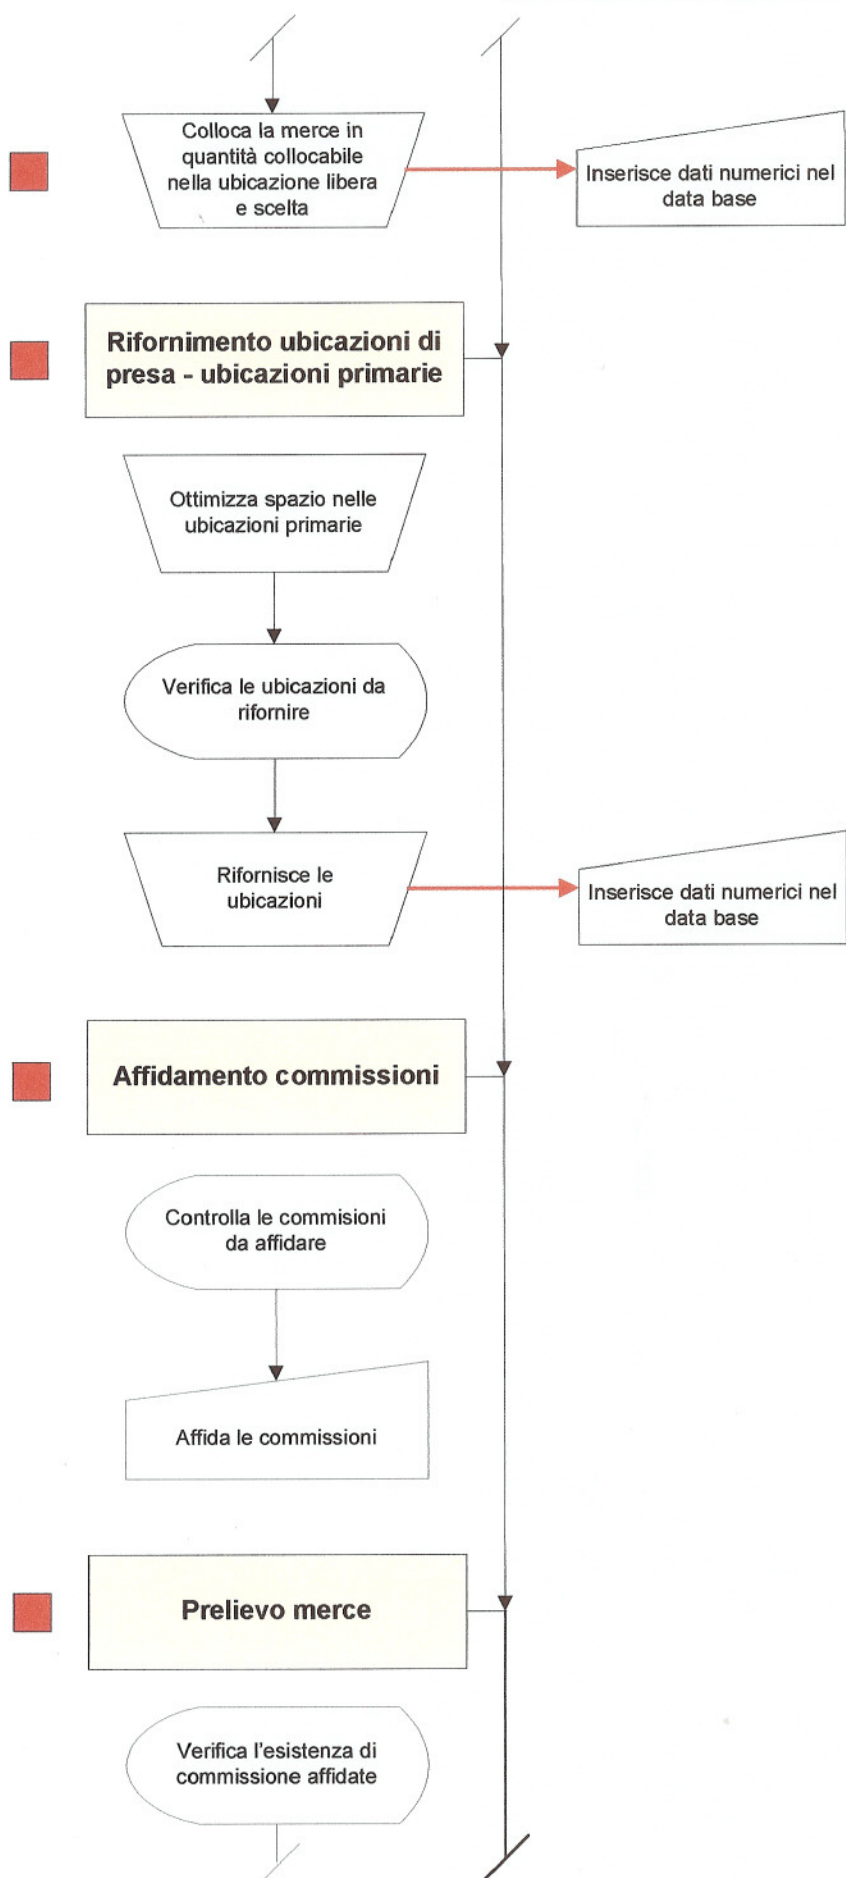 Colloca la merce in
quantità collocabile
nella ubicazione libera
e scelta
Inserisce dati numerici nel
data base
Rifornimento ubicazioni di
presa - ubicazioni primarie
Ottimizza spazio nelle
ubicazioni primarie
Verifica le ubicazioni da
rifornire
Rifornisce le
ubicazioni
Inserisce dati numerici nel
data base
Affidamento commissioni
Controlla le commisioni
da affidare
Affida le commissioni
Prelievo merce
Verifica l'esistenza di
commissione affidate